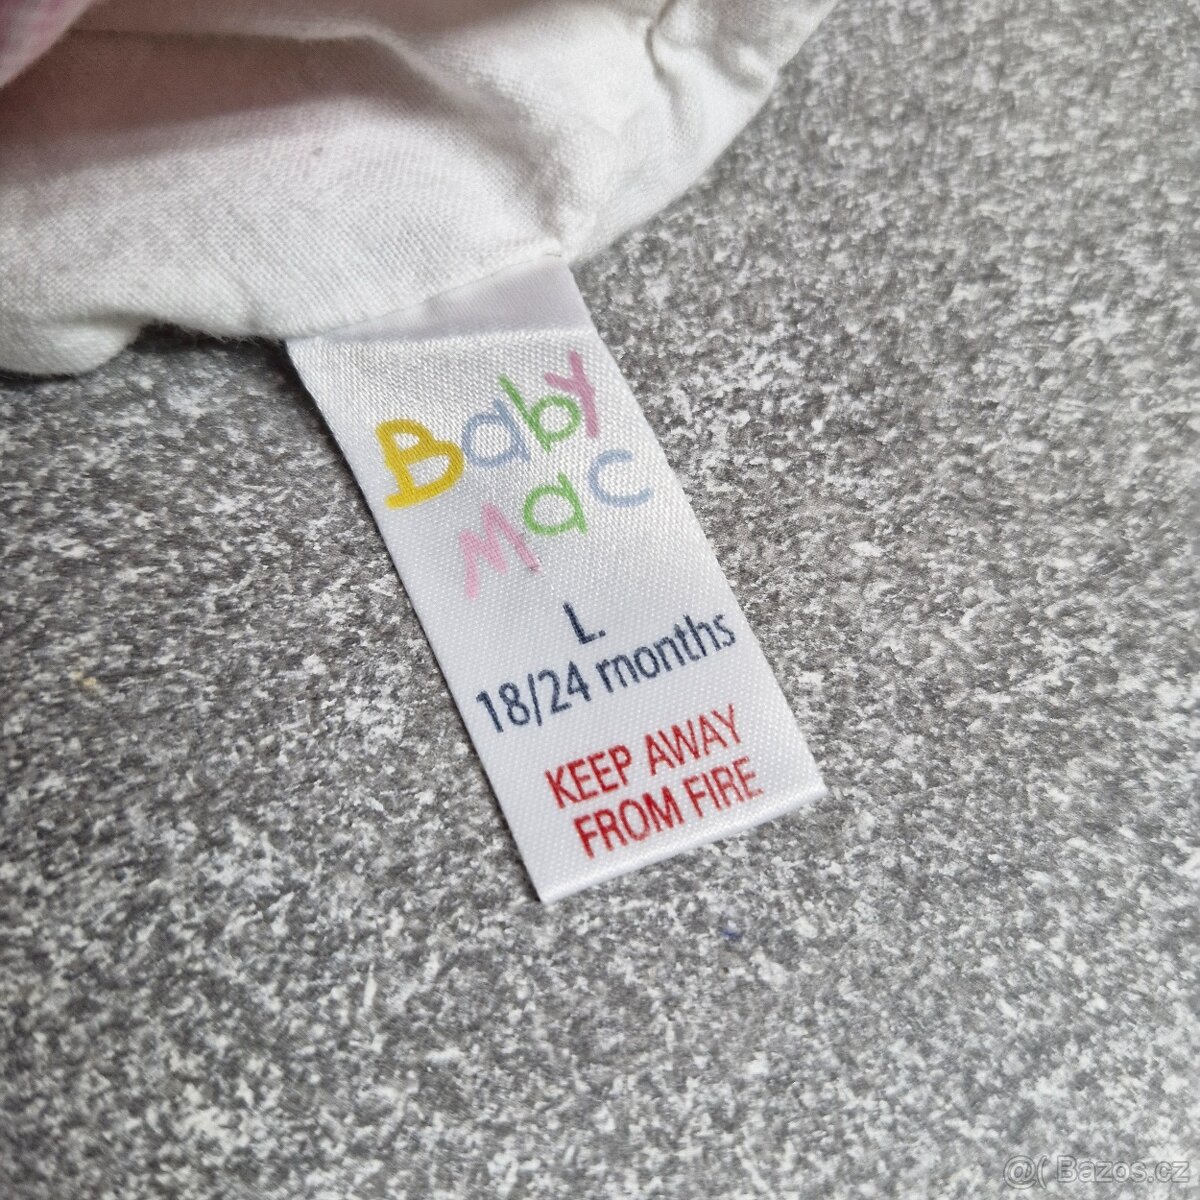 Baby
Mac
L
18/24 months
KEEP AWAY
FROM FIRE
@( Bazos.cz